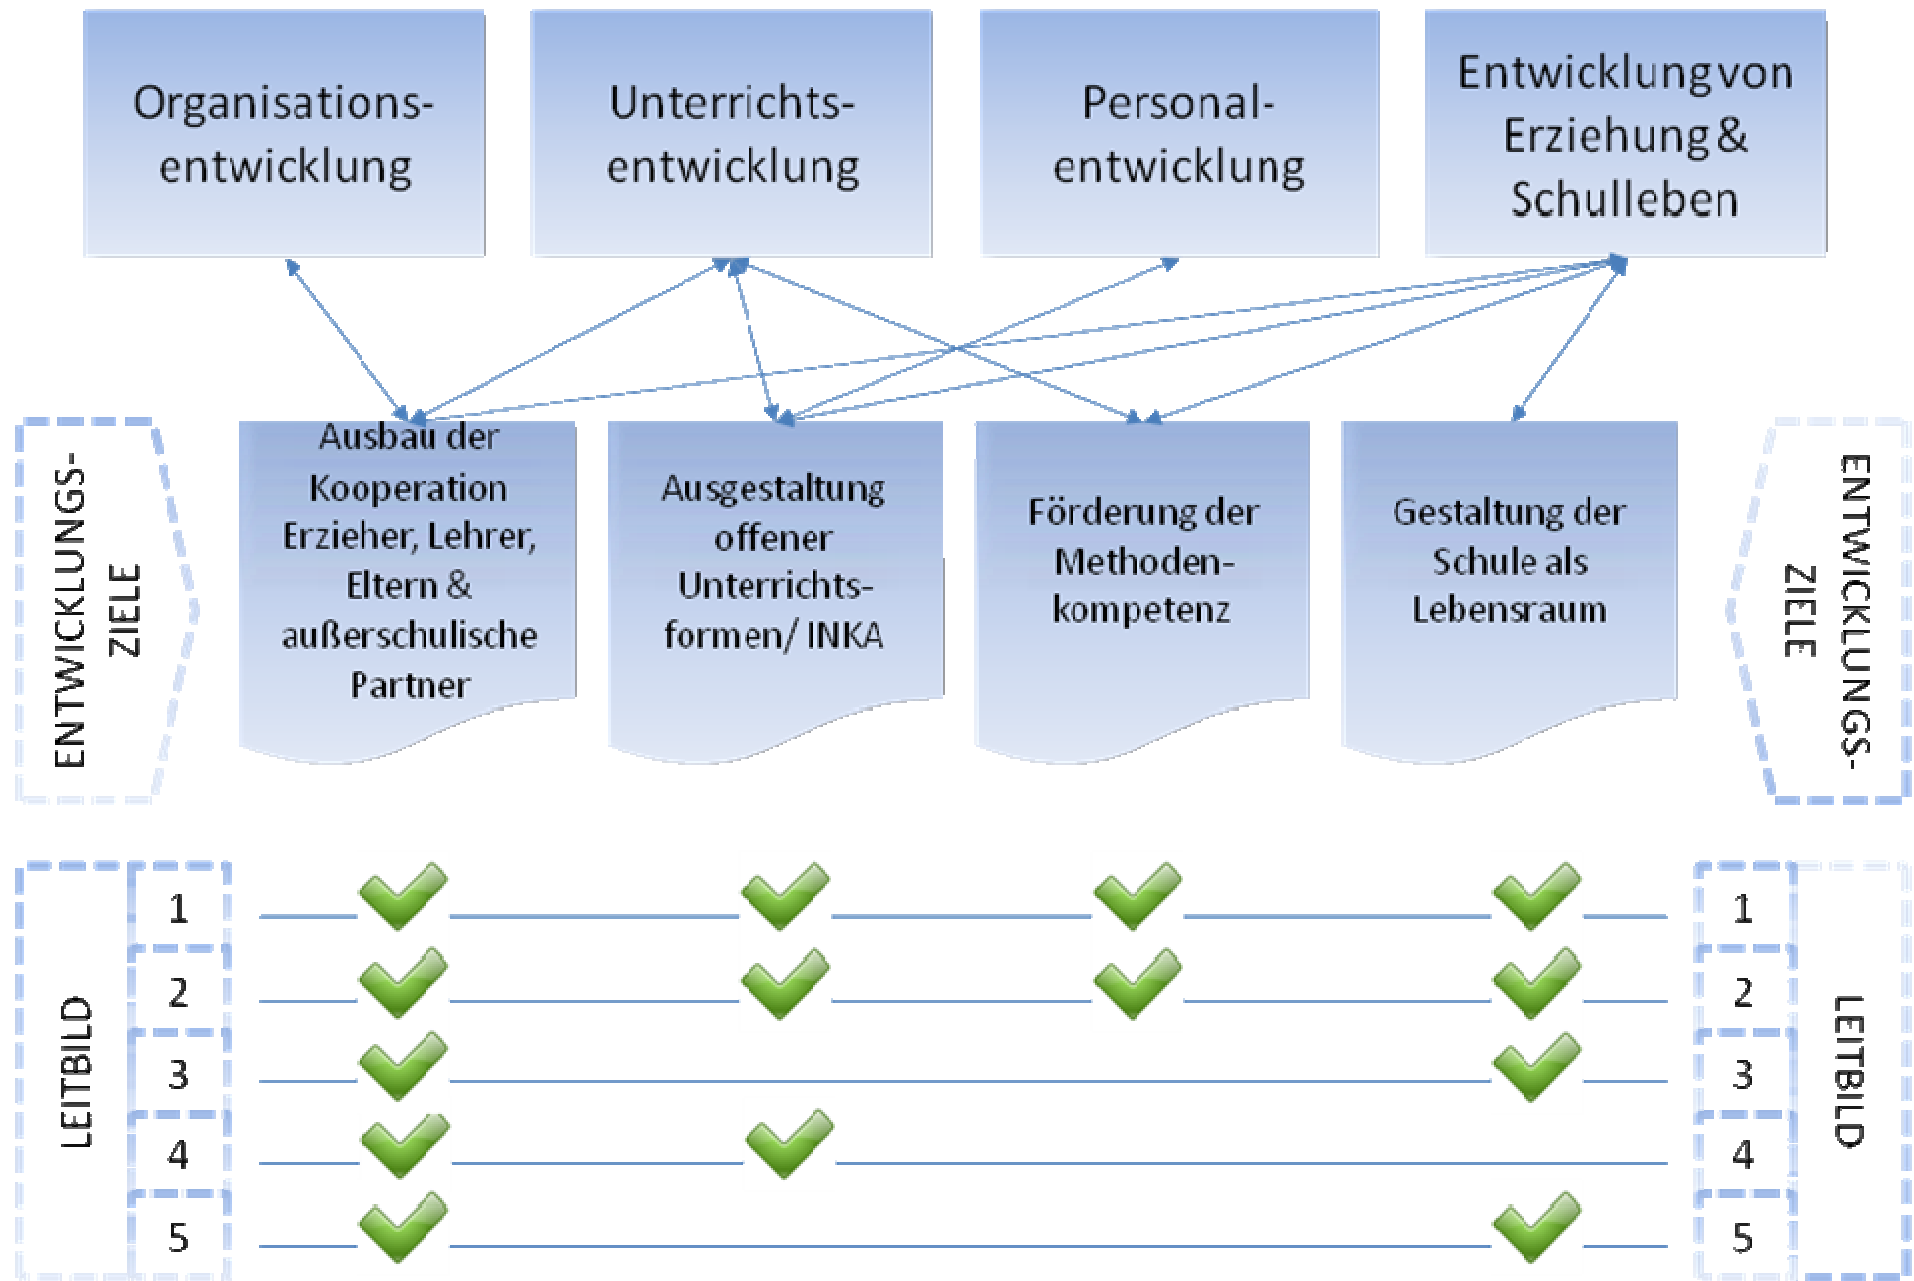 Organisations-
entwicklung
Unterrichts-
entwicklung
Personal-
entwicklung
Entwicklung von
Erziehung &
Schulleben
ENTWICKLUNGS-
ZIELE
Ausbau der
Kooperation
Erzieher, Lehrer,
Eltern &
außerschulische
Partner
Ausgestaltung
offener
Unterrichts-
formen/ INKA
Förderung der
Methoden-
kompetenz
Gestaltung der
Schule als
Lebensraum
ENTWICKLUNGS-
ZIELE
LEITBILD
1
2
3
4
5
1
2
3
4
5
LEITBILD